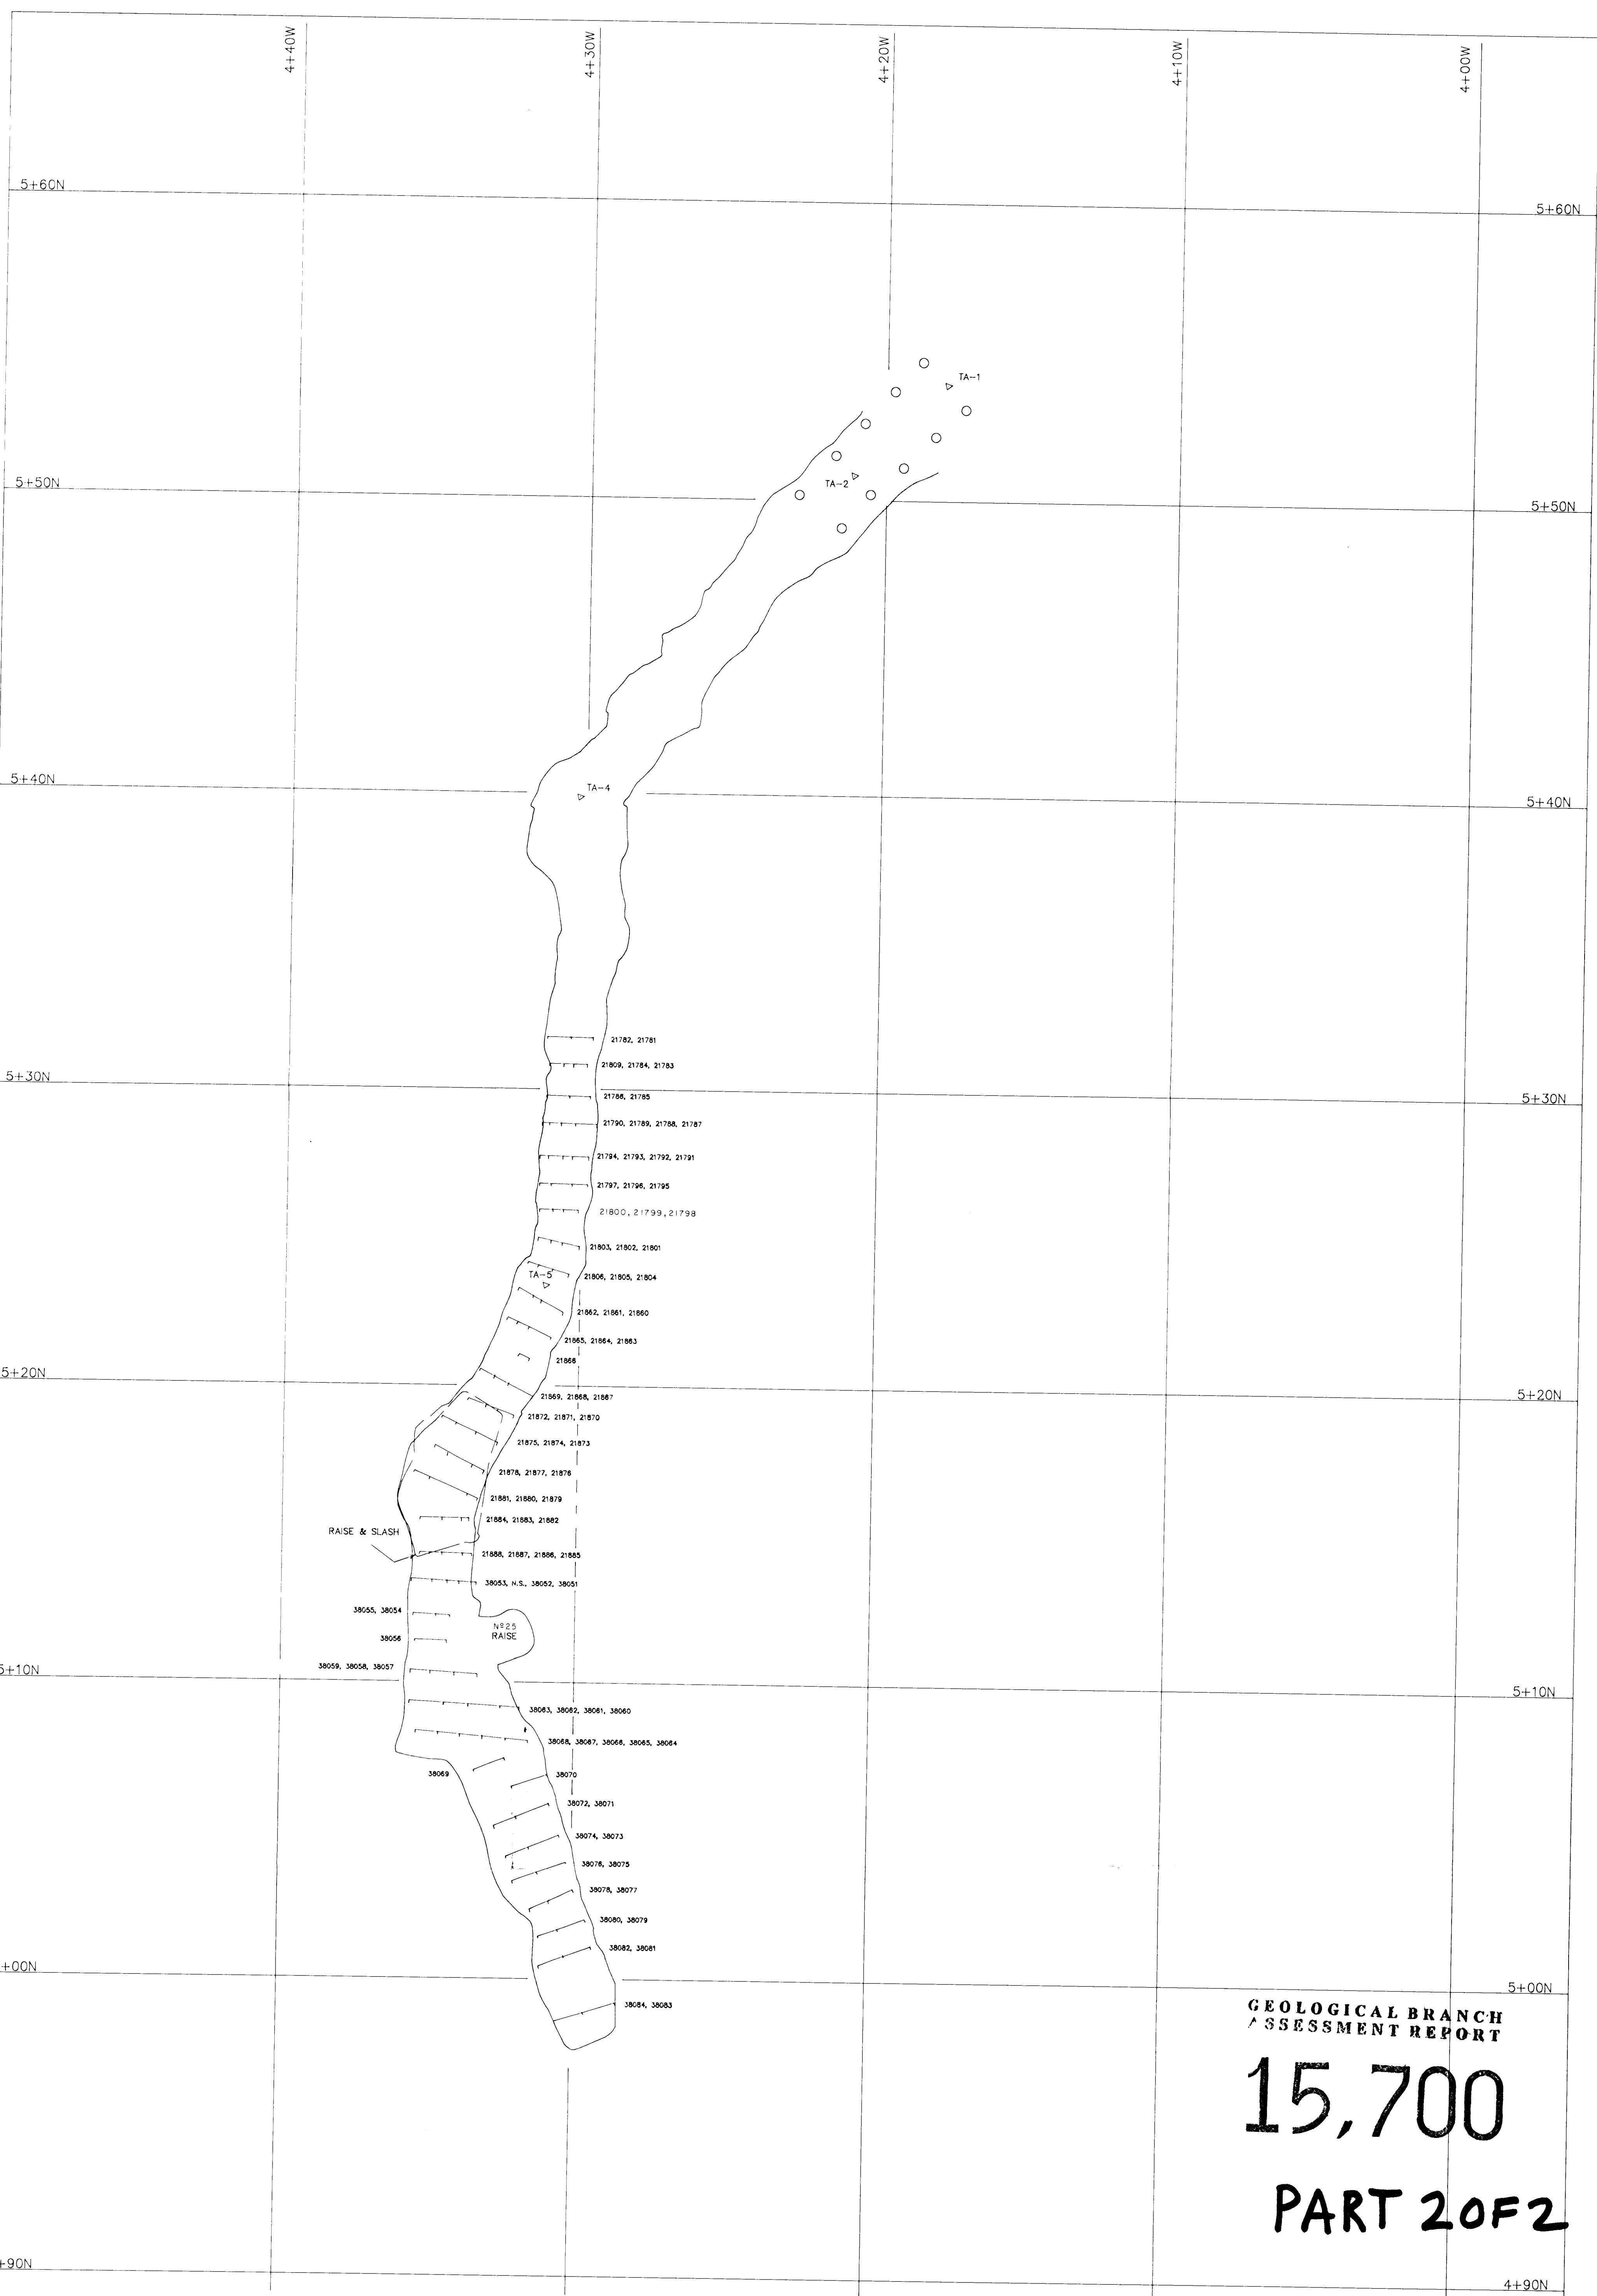 4+40W
4+30W
4+20W
4+10W
4+00W
5+60N
5+60N
TA-1
TA-2
5+50N
5+50N
5+40N
TA-4
5+40N
21782, 21781
21809, 21784, 21783
5+30N
21786, 21785
5+30N
21790, 21789, 21788, 21787
21794, 21793, 21792, 21791
21797, 21796, 21795
21800, 21799, 21798
21803, 21802, 21801
TA-5
21806, 21805, 21804
21862, 21861, 21860
21865, 21864, 21863
21866
5+20N
21869, 21868, 21867
5+20N
21872, 21871, 21870
21875, 21874, 21873
21878, 21877, 21876
21881, 21880, 21879
21884, 21883, 21882
RAISE & SLASH
21888, 21887, 21886, 21885
38053, N.S., 38052, 38051
38055, 38054
Nº25
RAISE
38056
38059, 38058, 38057
5+10N
5+10N
38063, 38062, 38061, 38060
38068, 38067, 38066, 38065, 38064
38069
38070
38072, 38071
38074, 38073
38076, 38075
38078, 38077
38080, 38079
38082, 38081
+00N
5+00N
38084, 38083
GEOLOGICAL BRANCH
ASSESSMENT REPORT
15,700
PART 2 OF 2
+90N
4+90N